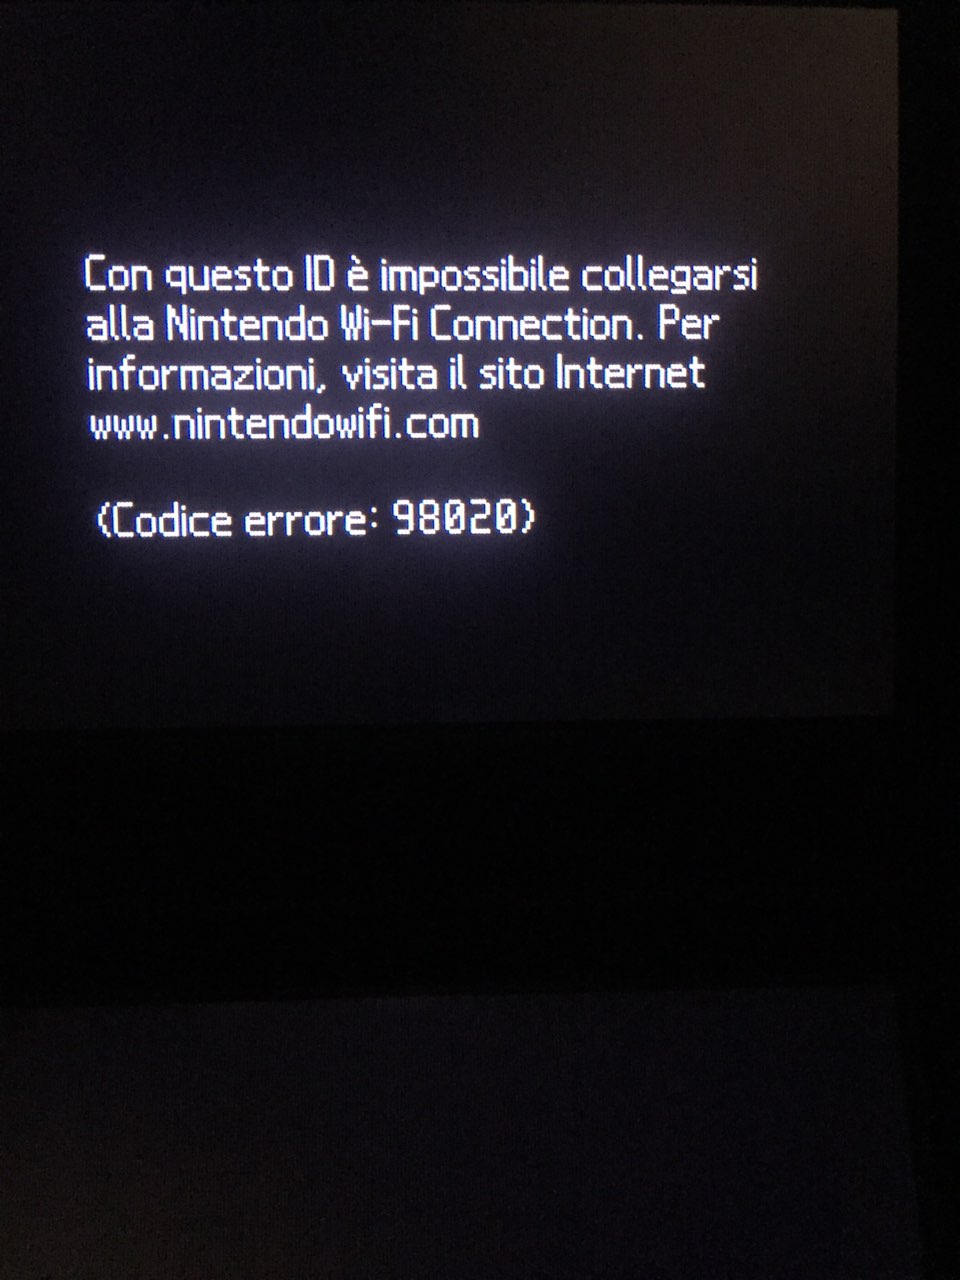 Con questo ID è impossibile collegarsi
alla Nintendo Wi-Fi Connection. Per
informazioni, visita il sito Internet
www.nintendowifi.com
(Codice errore: 98020)